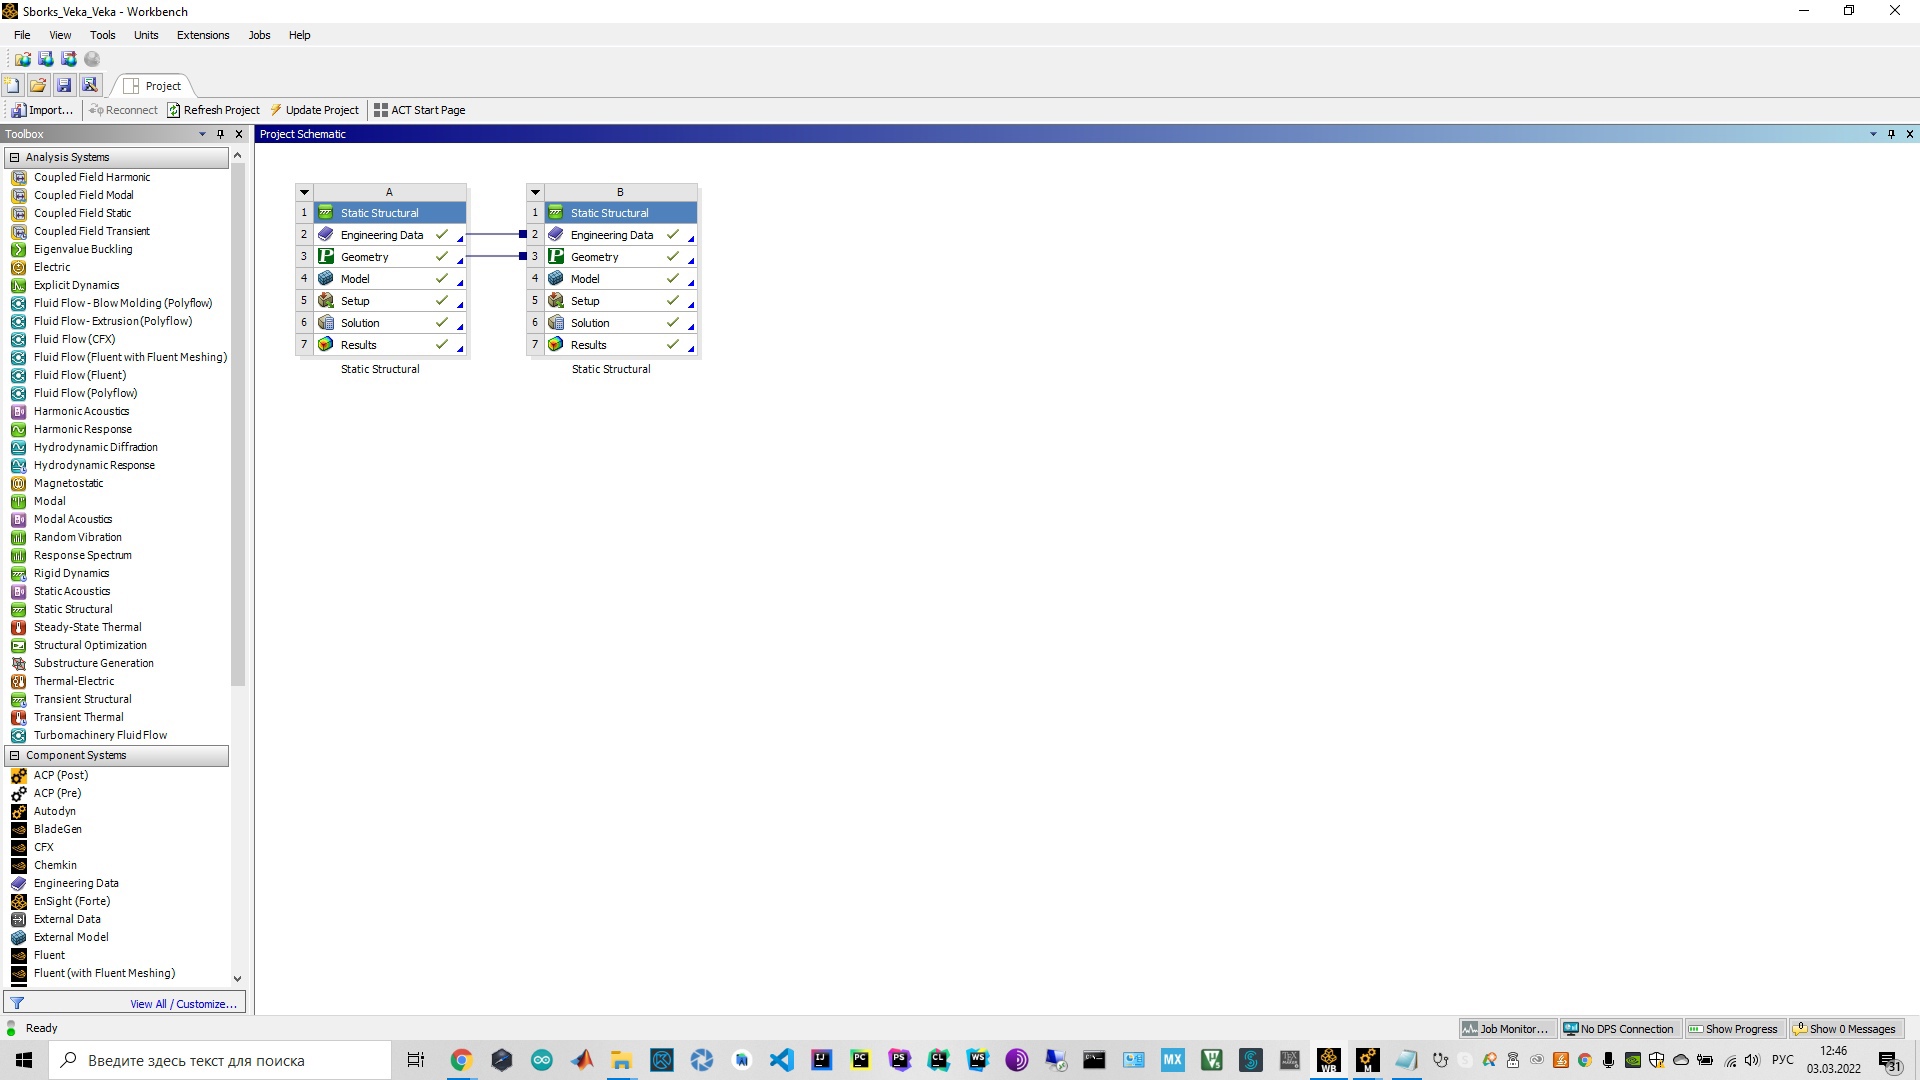 Sborks_Veka_Veka - Workbench
File View Tools Units Extensions Jobs Help
Project
Import... Reconnect Refresh Project Update Project ACT Start Page
Toolbox
Project Schematic
Analysis Systems
Coupled Field Harmonic
Coupled Field Modal
Coupled Field Static
Coupled Field Transient
Eigenvalue Buckling
Electric
Explicit Dynamics
Fluid Flow - Blow Molding (Polyflow)
Fluid Flow - Extrusion (Polyflow)
Fluid Flow (CFX)
Fluid Flow (Fluent with Fluent Meshing)
Fluid Flow (Fluent)
Fluid Flow (Polyflow)
Harmonic Acoustics
Harmonic Response
Hydrodynamic Diffraction
Hydrodynamic Response
Magnetostatic
Modal
Modal Acoustics
Random Vibration
Response Spectrum
Rigid Dynamics
Static Acoustics
Static Structural
Steady-State Thermal
Structural Optimization
Substructure Generation
Thermal-Electric
Transient Structural
Transient Thermal
Turbomachinery Fluid Flow
Component Systems
ACP (Post)
ACP (Pre)
Autodyn
BladeGen
CFX
Chemkin
Engineering Data
EnSight (Forte)
External Data
External Model
Fluent
Fluent (with Fluent Meshing)
View All / Customize...
A
1 Static Structural
2 Engineering Data
3 Geometry
4 Model
5 Setup
6 Solution
7 Results
Static Structural
B
1 Static Structural
2 Engineering Data
3 Geometry
4 Model
5 Setup
6 Solution
7 Results
Static Structural
Ready
Job Monitor... No DPS Connection Show Progress Show 0 Messages
Введите здесь текст для поиска
IJ PC PS CL WS MX WB M
РУС
12:46
03.03.2022
31